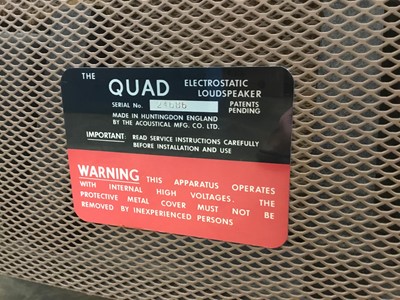 THE QUAD ELECTROSTATIC LOUDSPEAKER
SERIAL No. PATENTS PENDING
MADE IN HUNTINGDON ENGLAND
BY THE ACOUSTICAL MFG. CO. LTD.
IMPORTANT: READ SERVICE INSTRUCTIONS CAREFULLY
BEFORE INSTALLATION AND USE
WARNING THIS APPARATUS OPERATES
WITH INTERNAL HIGH VOLTAGES. THE
PROTECTIVE METAL COVER MUST NOT BE
REMOVED BY INEXPERIENCED PERSONS